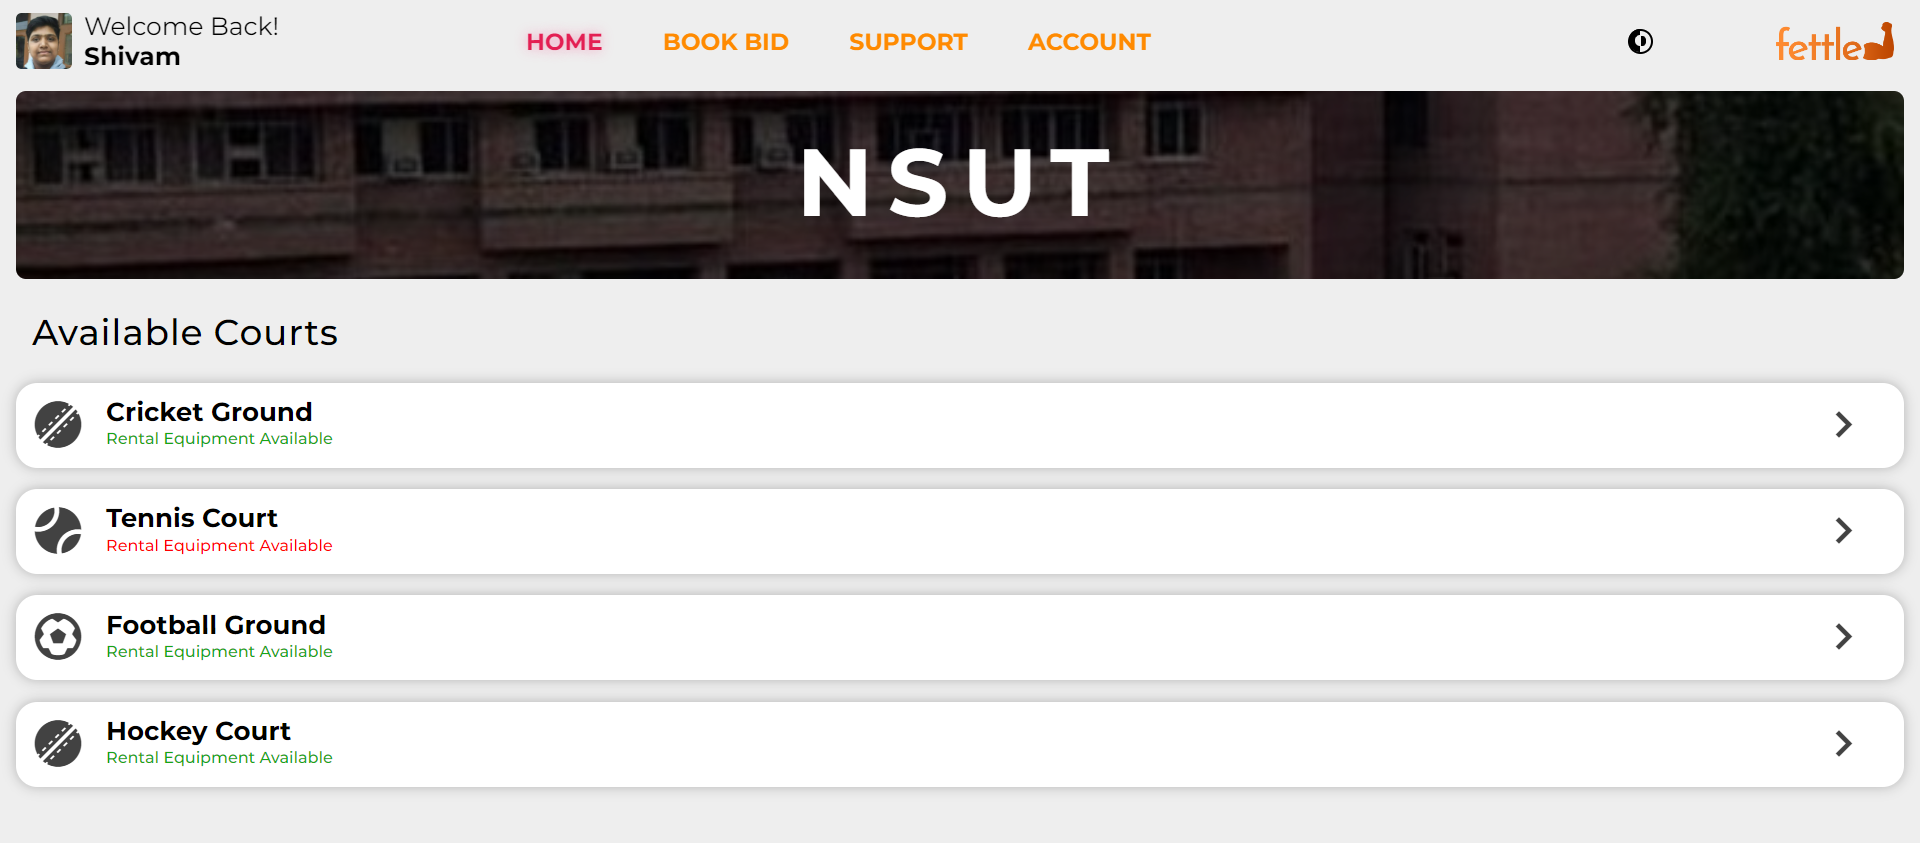 Welcome Back!
Shivam
HOME BOOK BID SUPPORT ACCOUNT
fettle
NSUT
Available Courts
Cricket Ground
Rental Equipment Available
Tennis Court
Rental Equipment Available
Football Ground
Rental Equipment Available
Hockey Court
Rental Equipment Available